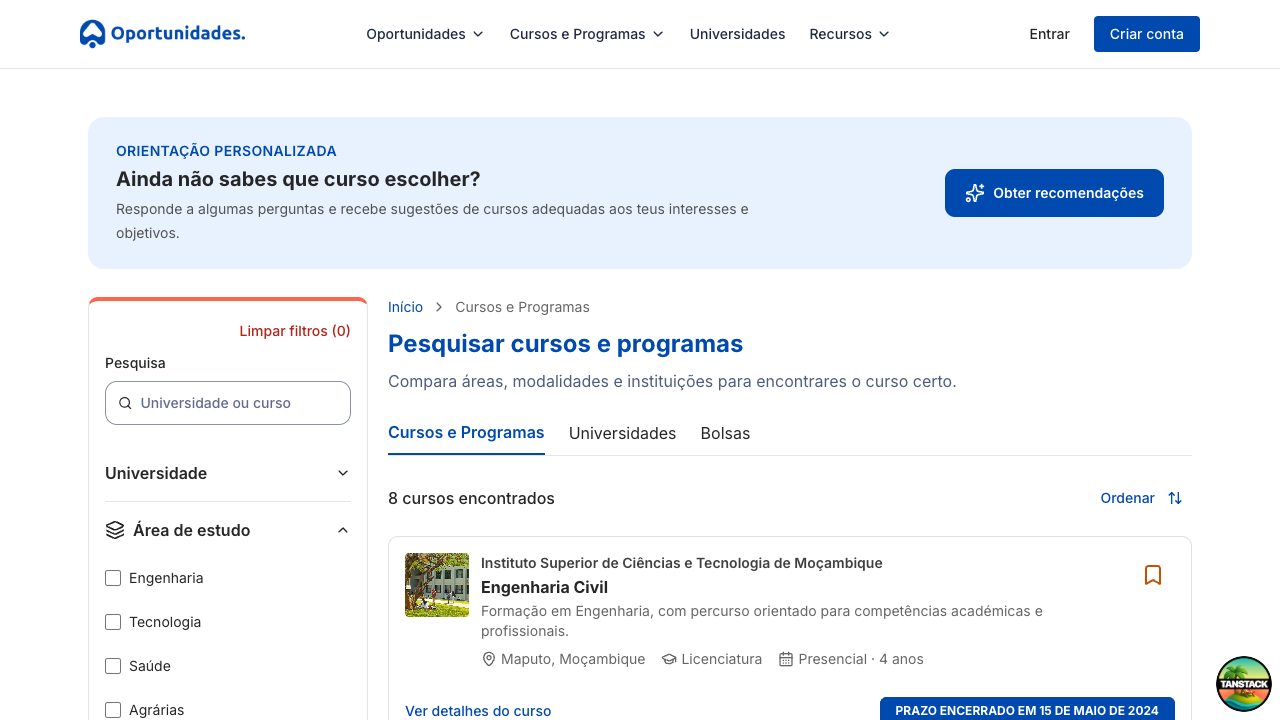 Oportunidades.
Oportunidades
Cursos e Programas
Universidades
Recursos
Entrar
Criar conta
ORIENTAÇÃO PERSONALIZADA
Ainda não sabes que curso escolher?
Responde a algumas perguntas e recebe sugestões de cursos adequadas aos teus interesses e
objetivos.
Obter recomendações
Limpar filtros (0)
Pesquisa
Universidade ou curso
Universidade
Área de estudo
Engenharia
Tecnologia
Saúde
Agrárias
Início
Cursos e Programas
Pesquisar cursos e programas
Compara áreas, modalidades e instituições para encontrares o curso certo.
Cursos e Programas
Universidades
Bolsas
8 cursos encontrados
Ordenar
Instituto Superior de Ciências e Tecnologia de Moçambique
Engenharia Civil
Formação em Engenharia, com percurso orientado para competências académicas e
profissionais.
Maputo, Moçambique
Licenciatura
Presencial · 4 anos
Ver detalhes do curso
PRAZO ENCERRADO EM 15 DE MAIO DE 2024
TANSTACK